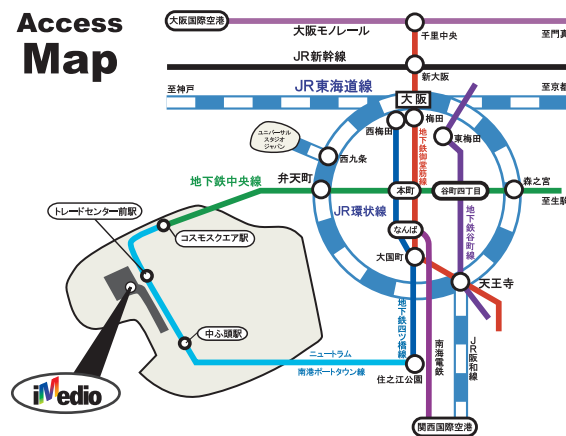 Access
Map
大阪国際空港
大阪モノレール
千里中央
至門真
JR新幹線
新大阪
至神戸
JR東海道線
至京都
大阪
梅田
西梅田
東梅田
地下鉄御堂筋線
ユニバーサル
スタジオ
ジャパン
西九条
地下鉄中央線
弁天町
本町
谷町四丁目
森之宮
至生駒
JR環状線
地下鉄谷町線
トレードセンター前駅
コスモスクエア駅
なんば
大国町
天王寺
地下鉄四ツ橋線
中ふ頭駅
ニュートラム
南港ポートタウン線
住之江公園
南海電鉄
JR阪和線
関西国際空港
iMedio